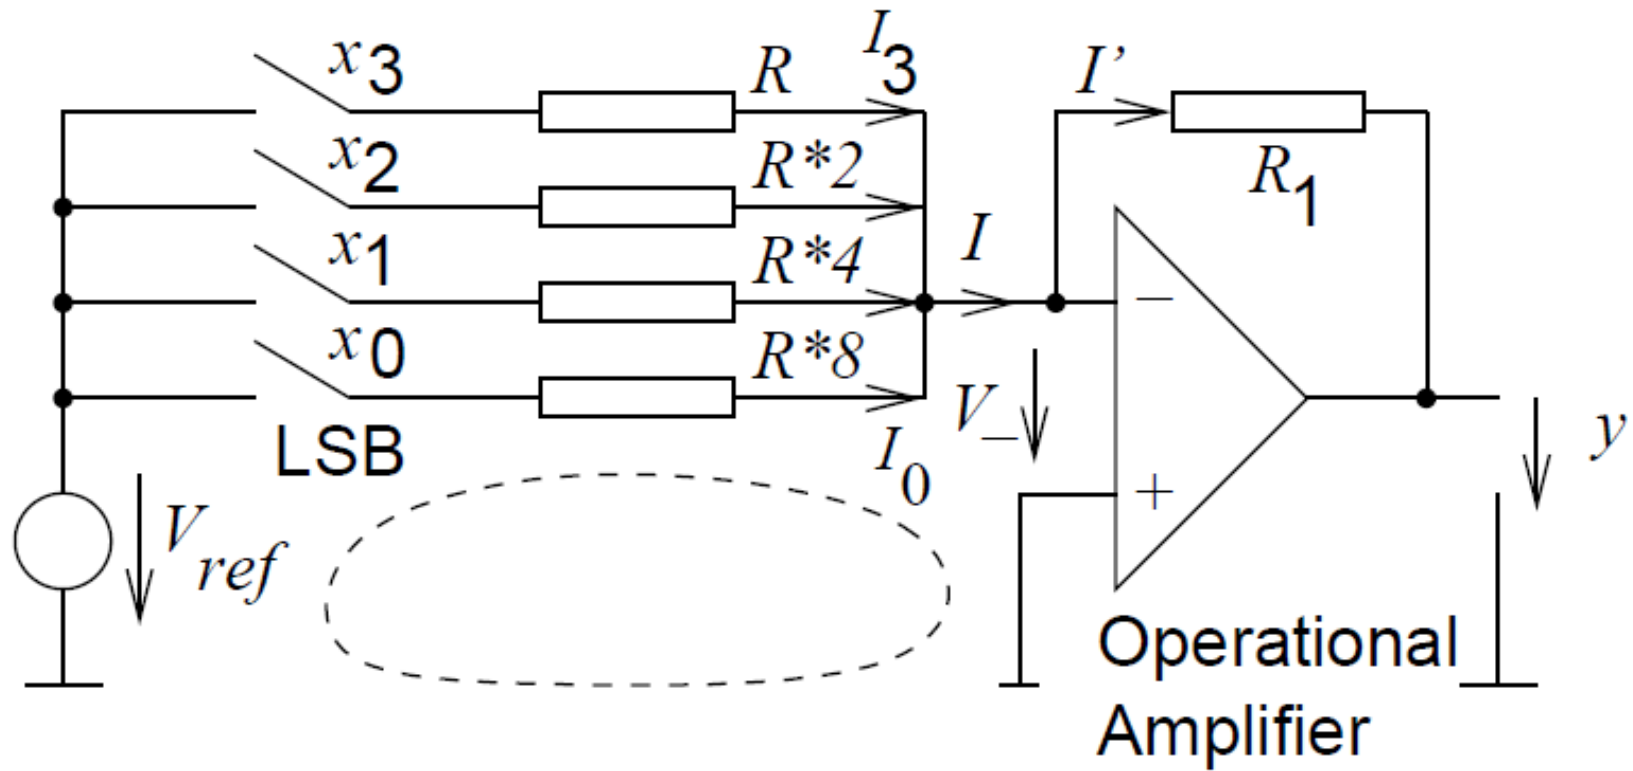 x3 R I3 I’
x2 R*2 R1
x1 R*4 I −
x0 R*8
LSB I0 V− y
Vref +
Operational
Amplifier